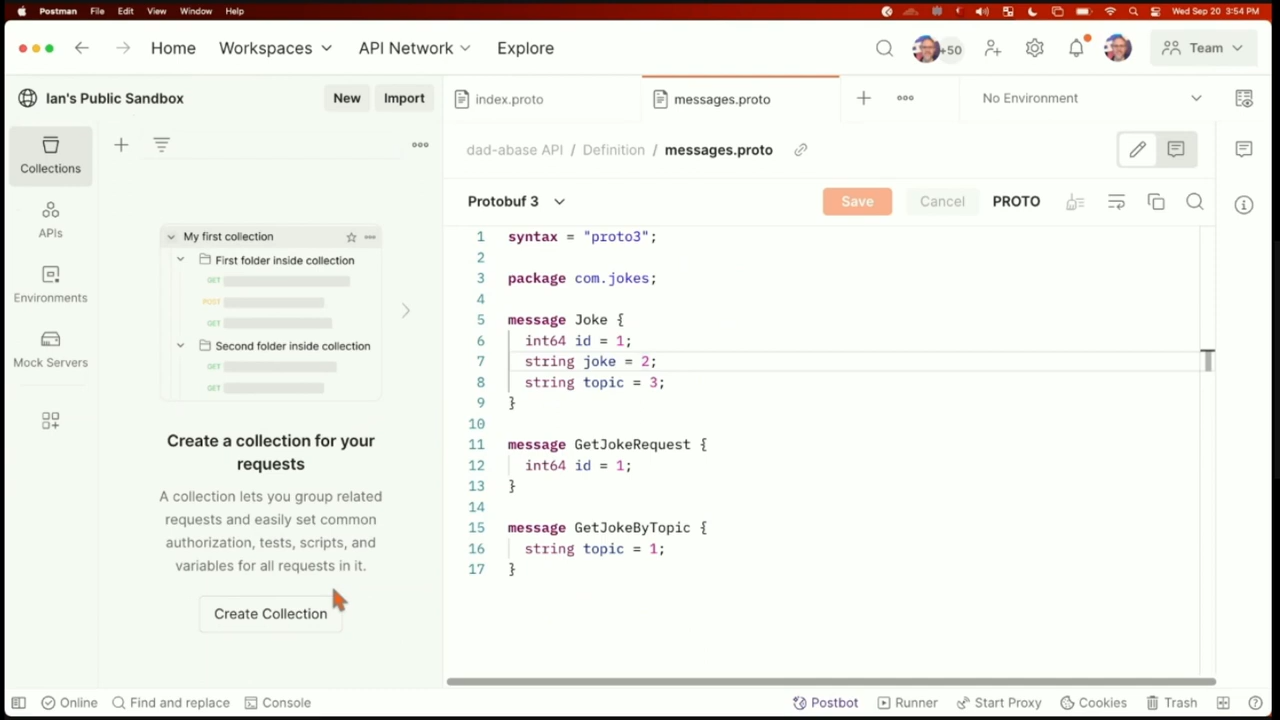 Postman File Edit View Window Help Wed Sep 20 3:54 PM
Home Workspaces API Network Explore +50 Team
Ian's Public Sandbox New Import index.proto messages.proto No Environment
Collections
APIs
Environments
Mock Servers
My first collection
First folder inside collection
GET
POST
GET
Second folder inside collection
GET
GET
Create a collection for your
requests
A collection lets you group related
requests and easily set common
authorization, tests, scripts, and
variables for all requests in it.
Create Collection
dad-abase API / Definition / messages.proto
Protobuf 3 Save Cancel PROTO
1 syntax = "proto3";
2
3 package com.jokes;
4
5 message Joke {
6 int64 id = 1;
7 string joke = 2;
8 string topic = 3;
9 }
10
11 message GetJokeRequest {
12 int64 id = 1;
13 }
14
15 message GetJokeByTopic {
16 string topic = 1;
17 }
Online Find and replace Console Postbot Runner Start Proxy Cookies Trash